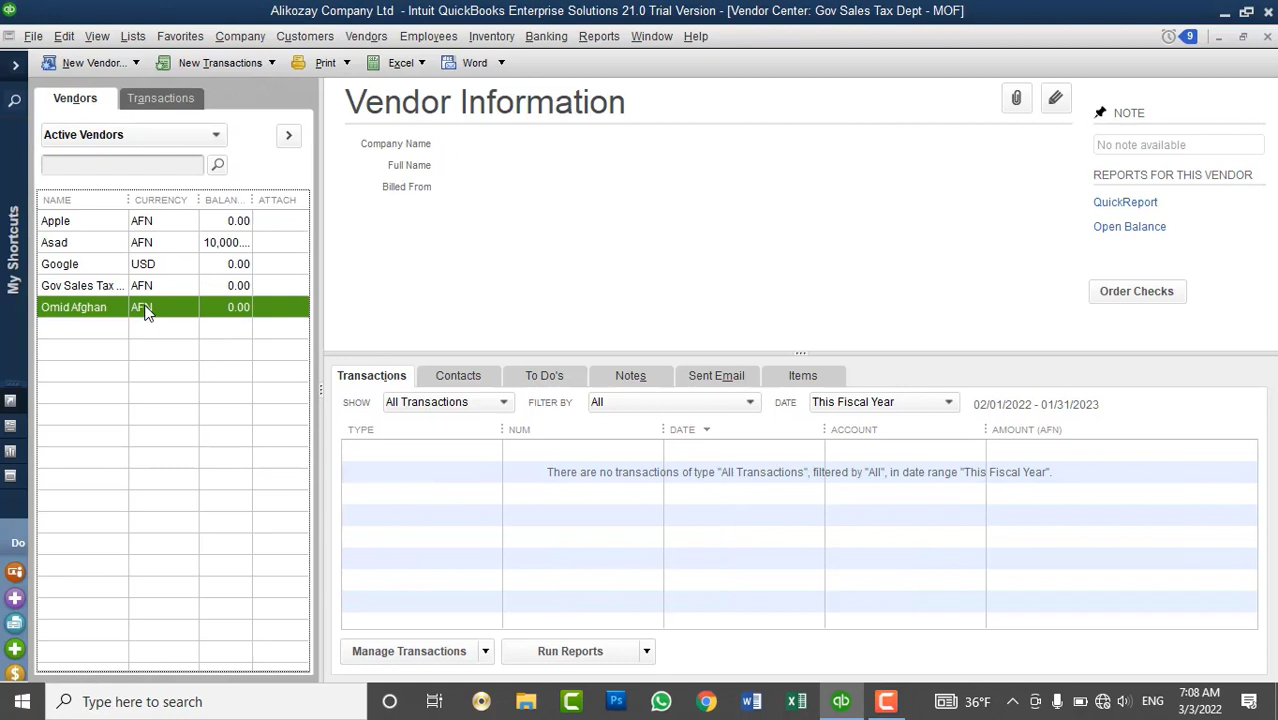 Alikozay Company Ltd - Intuit QuickBooks Enterprise Solutions 21.0 Trial Version - [Vendor Center: Gov Sales Tax Dept - MOF]
File Edit View Lists Favorites Company Customers Vendors Employees Inventory Banking Reports Window Help 9
New Vendor... New Transactions Print Excel Word
My Shortcuts
Do
Vendors Transactions
Active Vendors
NAME CURRENCY BALAN... ATTACH
Apple AFN 0.00
Asad AFN 10,000....
Google USD 0.00
Gov Sales Tax ... AFN 0.00
Omid Afghan AFN 0.00
Vendor Information
Company Name
Full Name
Billed From
NOTE
No note available
REPORTS FOR THIS VENDOR
QuickReport
Open Balance
Order Checks
Transactions Contacts To Do's Notes Sent Email Items
SHOW All Transactions FILTER BY All DATE This Fiscal Year 02/01/2022 - 01/31/2023
TYPE NUM DATE ACCOUNT AMOUNT (AFN)
There are no transactions of type "All Transactions", filtered by "All", in date range "This Fiscal Year".
Manage Transactions Run Reports
Type here to search
36°F ENG 7:08 AM
3/3/2022